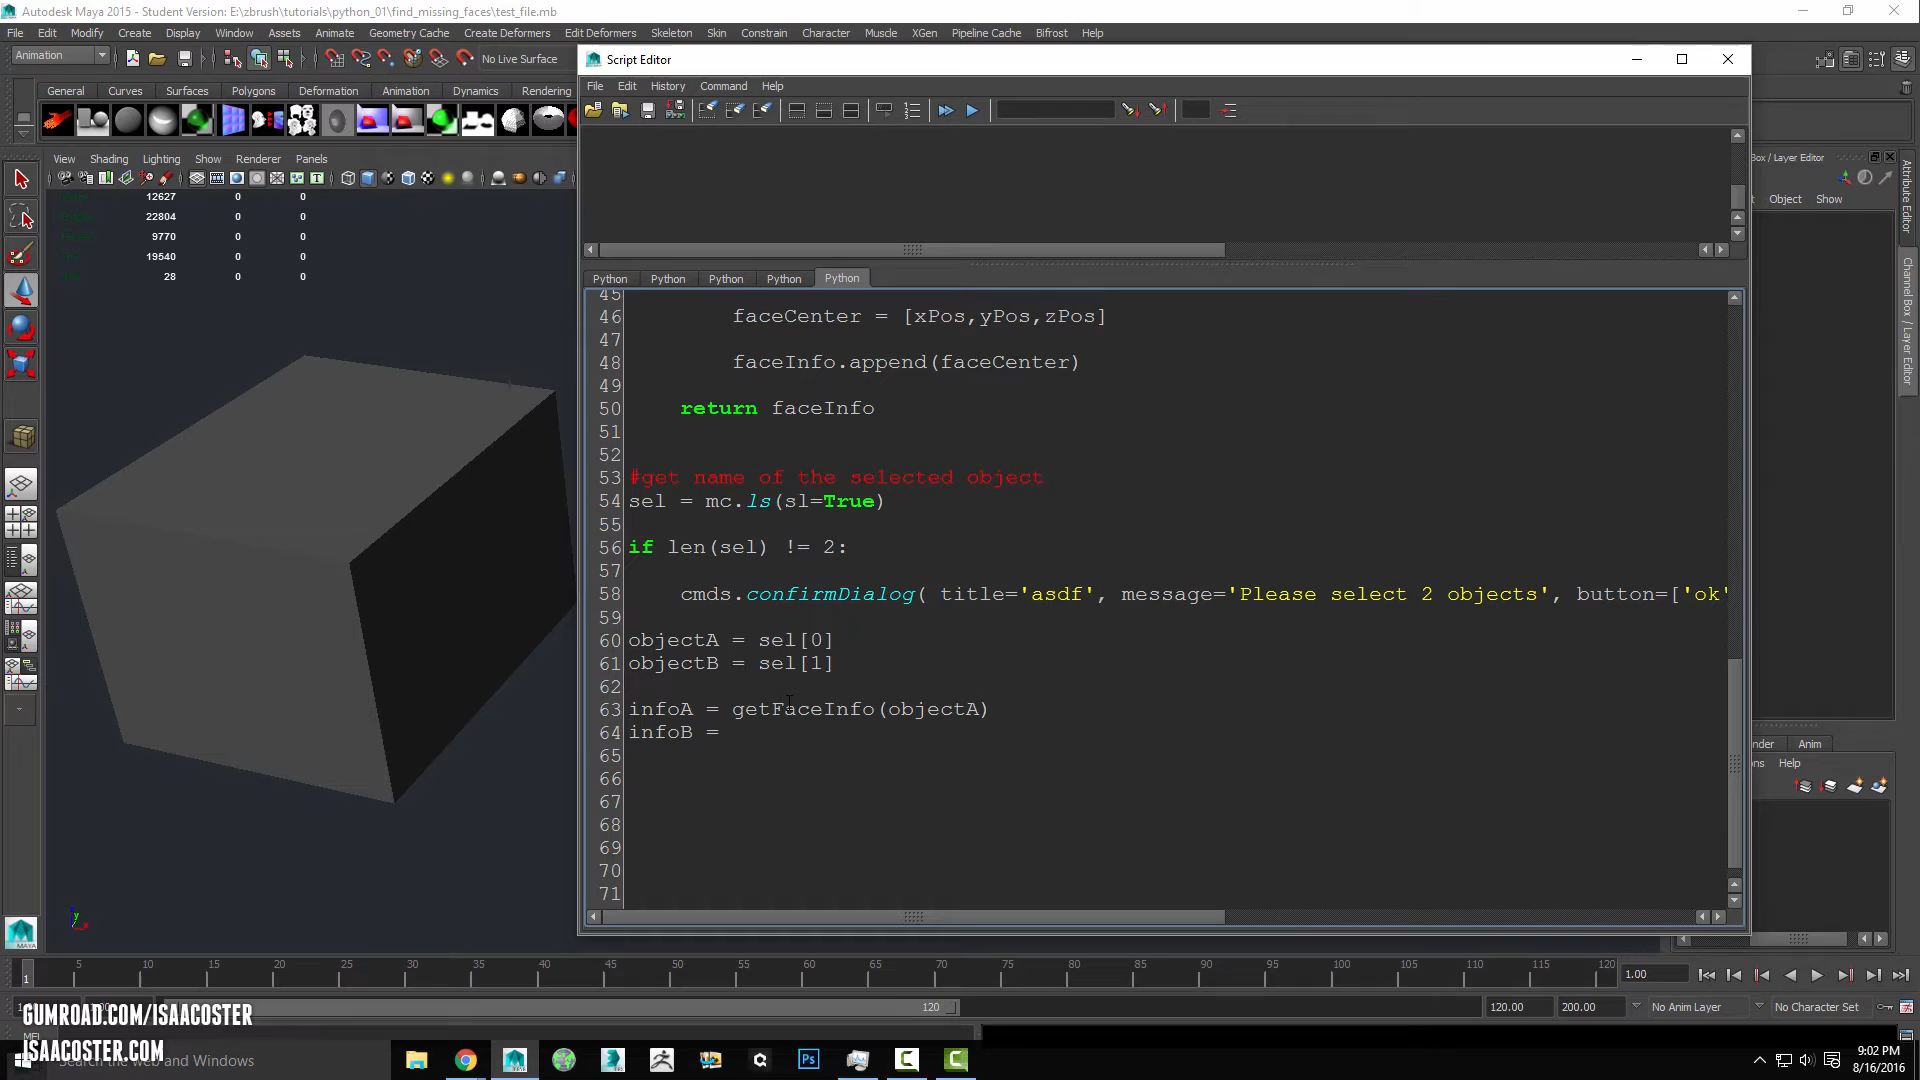 Autodesk Maya 2015 - Student Version: E:\zbrush\tutorials\python_01\find_missing_faces\test_file.mb
File Edit Modify Create Display Window Assets Animate Geometry Cache Create Deformers Edit Deformers Skeleton Skin Constrain Character Muscle XGen Pipeline Cache Bifrost Help
Animation
No Live Surface
Script Editor
File Edit History Command Help
General Curves Surfaces Polygons Deformation Animation Dynamics Rendering
View Shading Lighting Show Renderer Panels
12627 0 0
22804 0 0
9770 0 0
19540 0 0
28 0 0
Python Python Python Python Python
45
46 faceCenter = [xPos,yPos,zPos]
47
48 faceInfo.append(faceCenter)
49
50 return faceInfo
51
52
53 #get name of the selected object
54 sel = mc.ls(sl=True)
55
56 if len(sel) != 2:
57
58 cmds.confirmDialog( title='asdf', message='Please select 2 objects', button=['ok'
59
60 objectA = sel[0]
61 objectB = sel[1]
62
63 infoA = getFaceInfo(objectA)
64 infoB =
65
66
67
68
69
70
71
Box / Layer Editor
Object Show
Attribute Editor
Channel Box / Layer Editor
Anim
Help
y
MAYA
1 5 10 15 20 25 30 35 40 45 50 55 60 65 70 75 80 85 90 95 100 105 110 115 120
1.00
120 120.00 200.00 No Anim Layer No Character Set
GUMROAD.COM/ISAACOSTER
MEL
ISAACOSTER.COM
Search the web and Windows
Ps
9:02 PM
8/16/2016